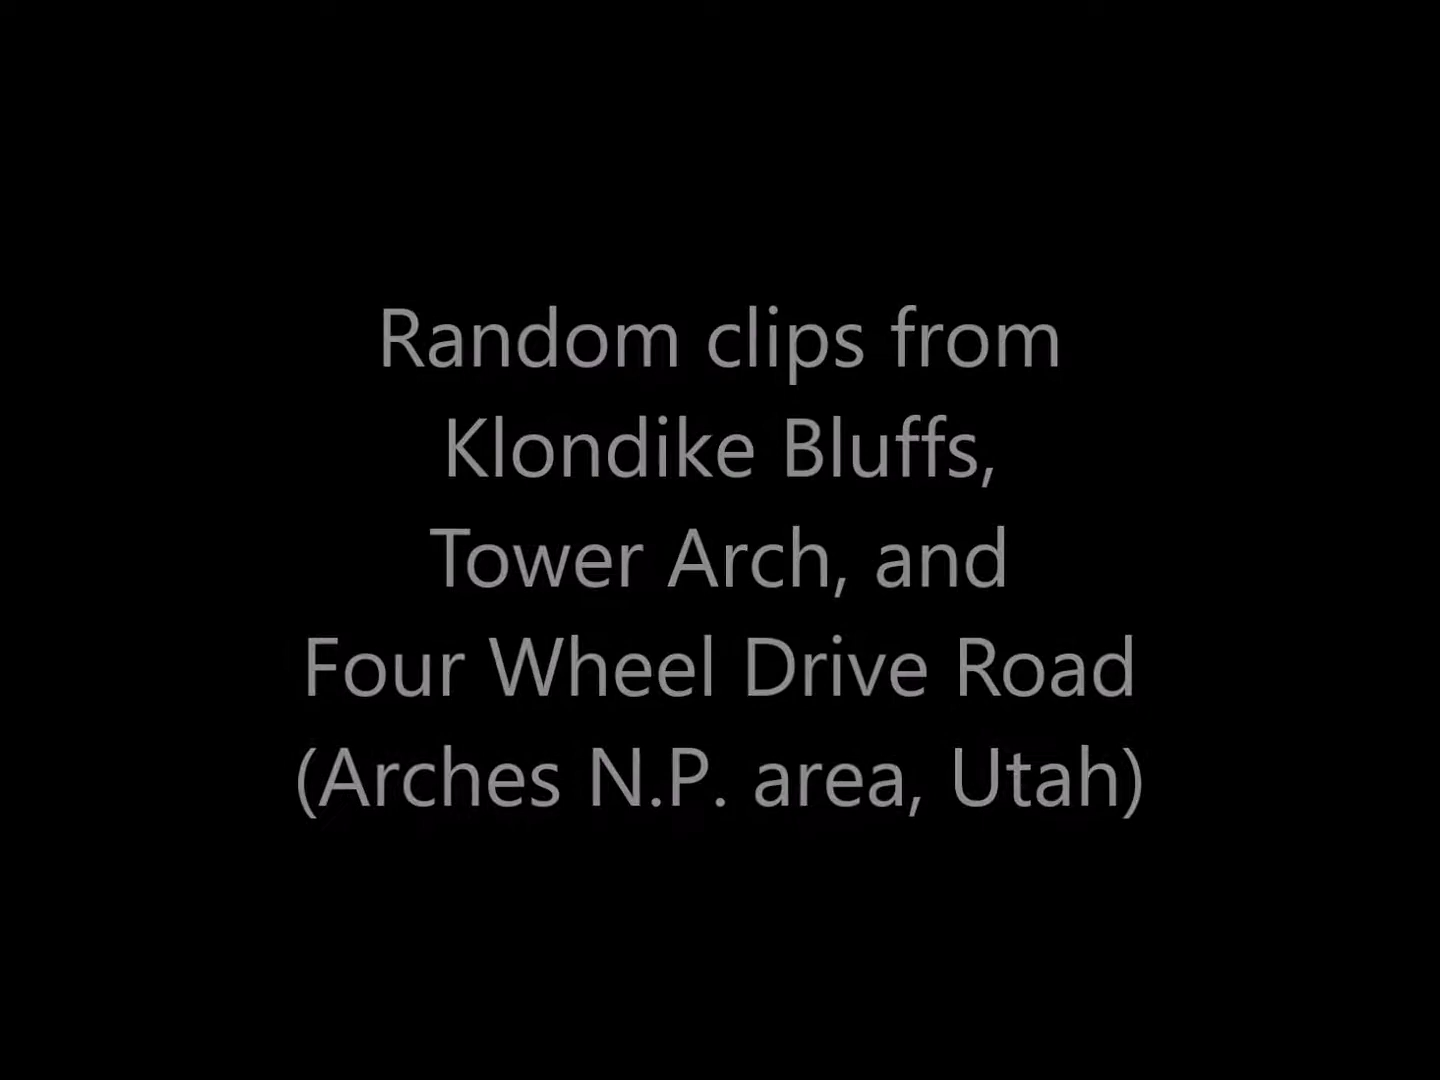 Random clips from
Klondike Bluffs,
Tower Arch, and
Four Wheel Drive Road
(Arches N.P. area, Utah)